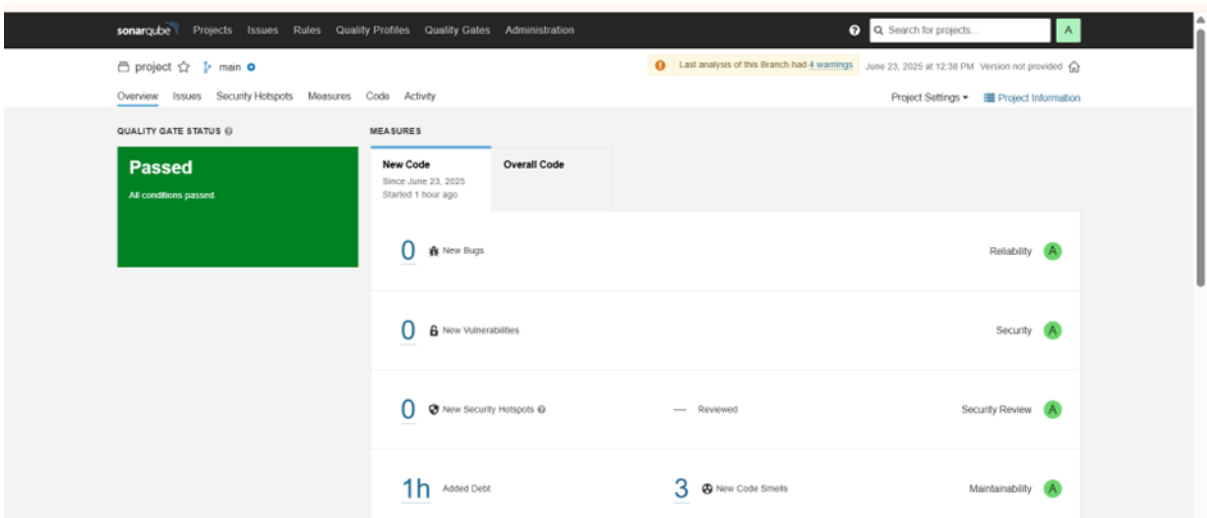 sonarqube Projects Issues Rules Quality Profiles Quality Gates Administration ? Search for projects... A
project main Last analysis of this Branch had 4 warnings June 23, 2025 at 12:38 PM Version not provided
Overview Issues Security Hotspots Measures Code Activity Project Settings Project Information
QUALITY GATE STATUS ? MEASURES
Passed
All conditions passed.
New Code Overall Code
Since June 23, 2025
Started 1 hour ago
0 New Bugs Reliability A
0 New Vulnerabilities Security A
0 New Security Hotspots ? — Reviewed Security Review A
1h Added Debt 3 New Code Smells Maintainability A